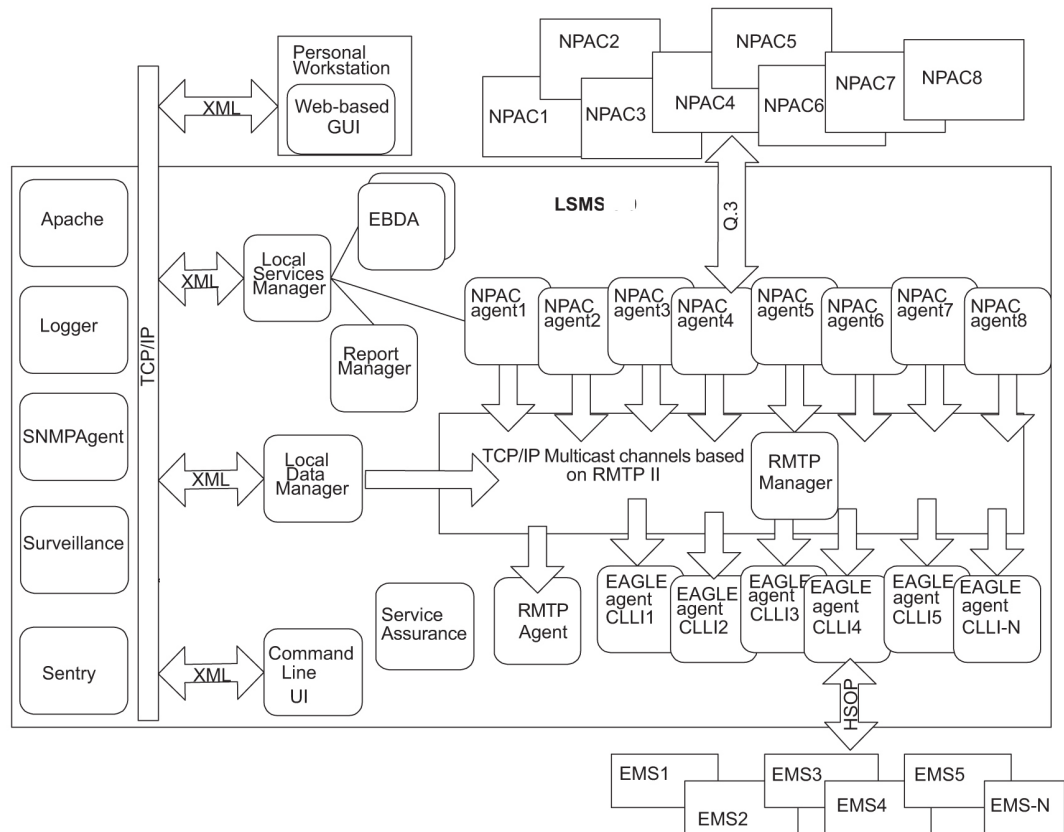 Personal
Workstation
Web-based
GUI
XML
NPAC1
NPAC2
NPAC3
NPAC4
NPAC5
NPAC6
NPAC7
NPAC8
LSMS
Q.3
TCP/IP
Apache
Logger
SNMPAgent
Surveillance
Sentry
XML
Local
Services
Manager
EBDA
Report
Manager
NPAC
agent1
NPAC
agent2
NPAC
agent3
NPAC
agent4
NPAC
agent5
NPAC
agent6
NPAC
agent7
NPAC
agent8
XML
Local
Data
Manager
TCP/IP Multicast channels based
on RMTP II
RMTP
Manager
Service
Assurance
RMTP
Agent
EAGLE
agent
CLLI1
EAGLE
agent
CLLI2
EAGLE
agent
CLLI3
EAGLE
agent
CLLI4
EAGLE
agent
CLLI5
EAGLE
agent
CLLI-N
XML
Command
Line
UI
HSOP
EMS1
EMS2
EMS3
EMS4
EMS5
EMS-N